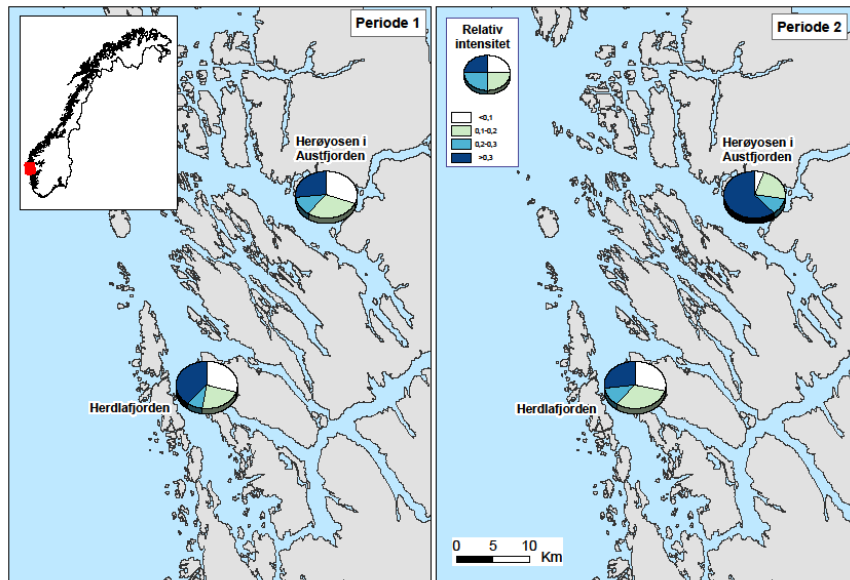 Periode 1
Herøyosen i
Austfjorden
Herdlafjorden
Periode 2
Relativ
intensitet
<0,1
0,1-0,2
0,2-0,3
>0,3
Herøyosen i
Austfjorden
Herdlafjorden
0 5 10
Km